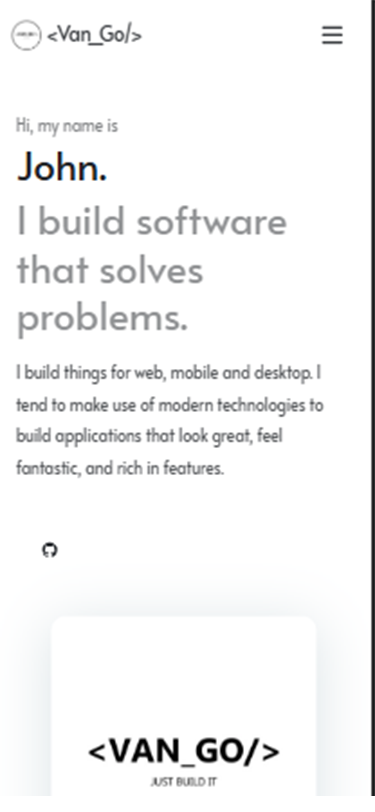 <Van_Go/>
Hi, my name is
John.
I build software
that solves
problems.
I build things for web, mobile and desktop. I
tend to make use of modern technologies to
build applications that look great, feel
fantastic, and rich in features.
<VAN_GO/>
JUST BUILD IT